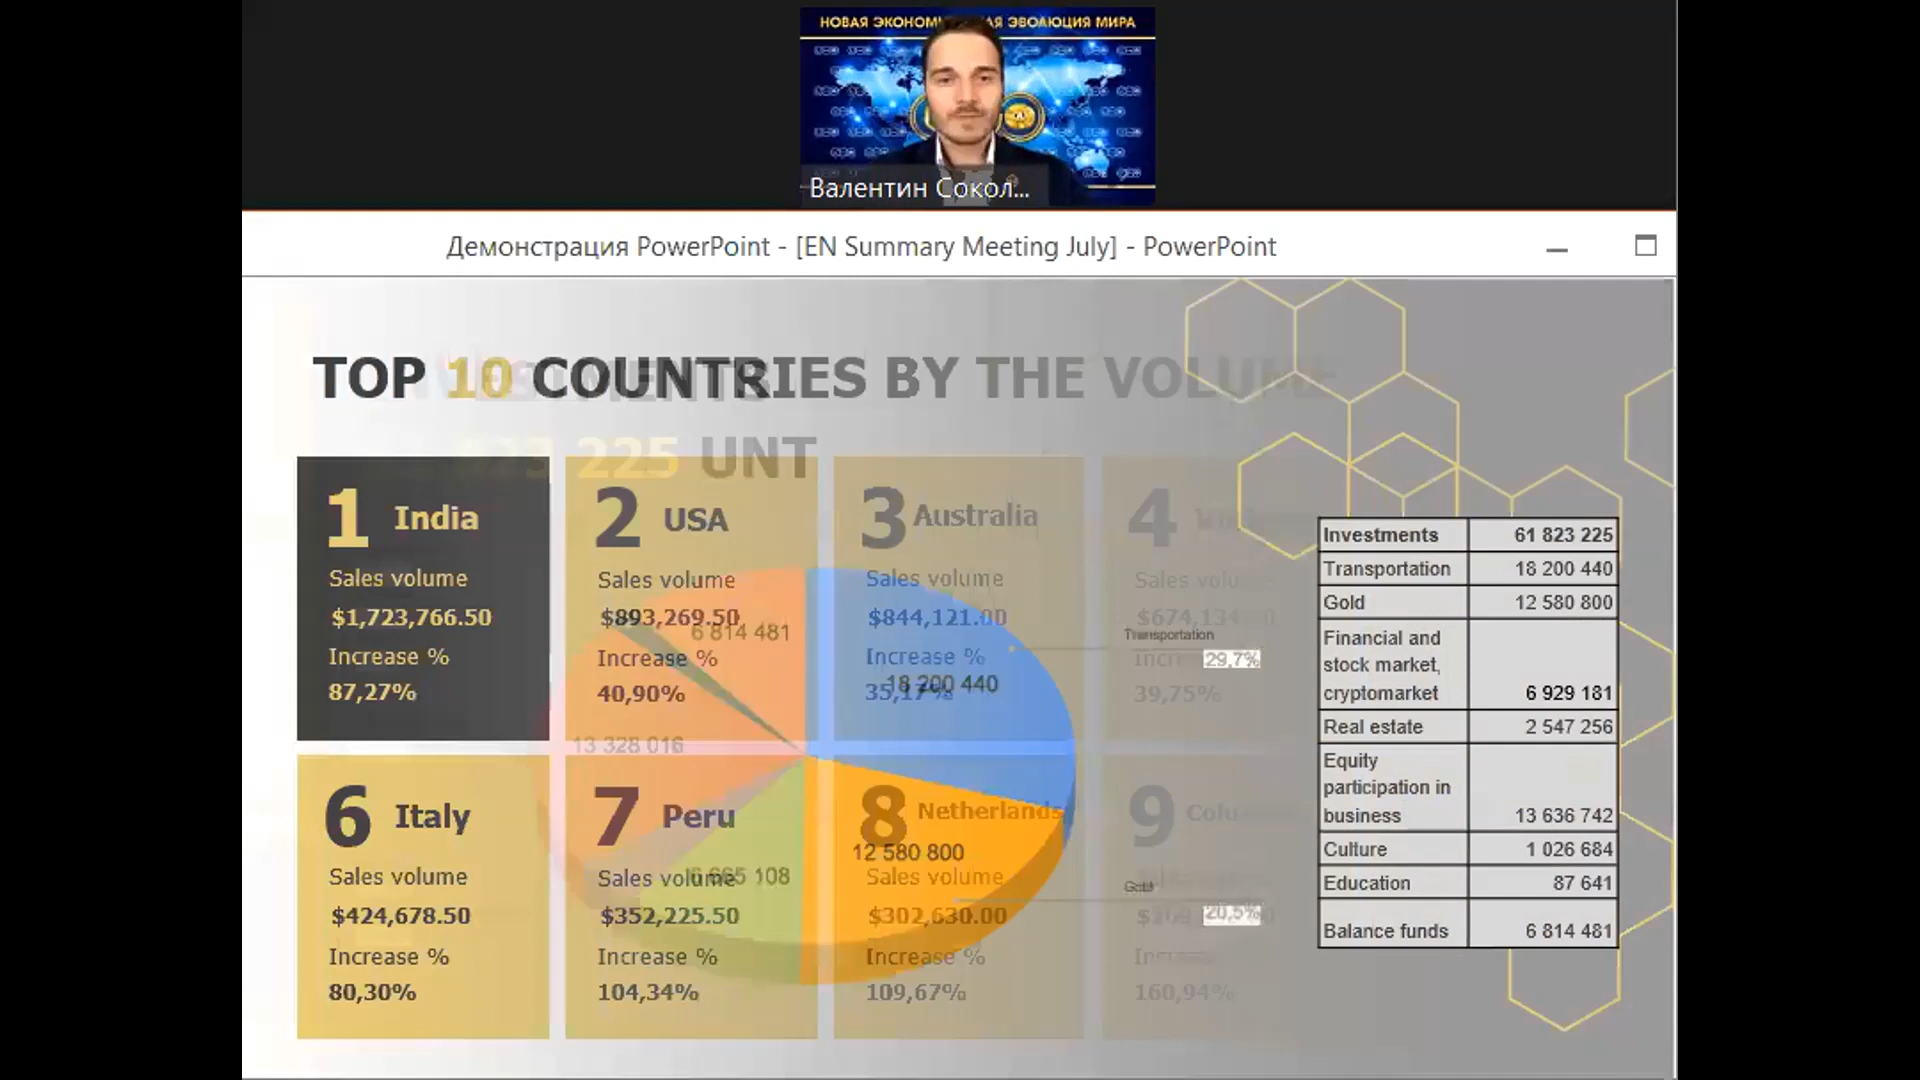 НОВАЯ ЭКОНОМИ АЯ ЭВОЛЮЦИЯ МИРА
Валентин Сокол...
Демонстрация PowerPoint - [EN Summary Meeting July] - PowerPoint
TOP 10 COUNTRIES BY THE VOLUME
823 225 UNT
1 India
Sales volume
$1,723,766.50
Increase %
87,27%
2 USA
Sales volume
$893,269.50
Increase %
40,90%
3 Australia
Sales volume
$844,121.00
Increase %
35,17%
4
Sales volume
Increase
39,75%
6 Italy
Sales volume
$424,678.50
Increase %
80,30%
7 Peru
Sales volume
$352,225.50
Increase %
104,34%
8 Netherlands
Sales volume
$302,630.00
Increase %
109,67%
9
160,94%
6 814 481
18 200 440
13 328 016
12 580 800
Transportation
29,7%
Gold
20,5%
Investments 61 823 225
Transportation 18 200 440
Gold 12 580 800
Financial and
stock market,
cryptomarket 6 929 181
Real estate 2 547 256
Equity
participation in
business 13 636 742
Culture 1 026 684
Education 87 641
Balance funds 6 814 481